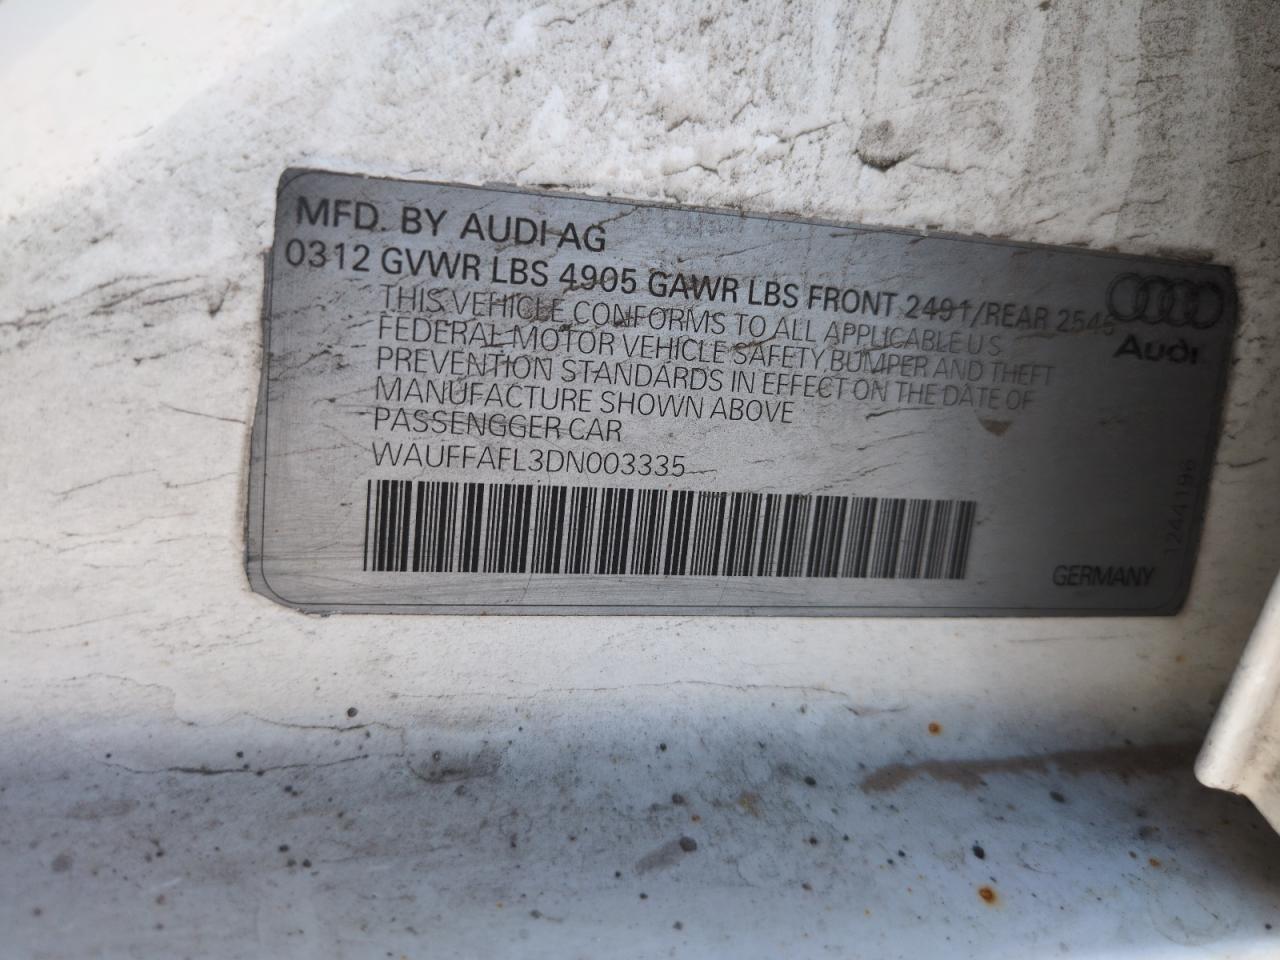 MFD. BY AUDI AG
0312 GVWR LBS 4905 GAWR LBS FRONT 2491/REAR 2546
Audi
THIS VEHICLE CONFORMS TO ALL APPLICABLE U S
FEDERAL MOTOR VEHICLE SAFETY, BUMPER AND THEFT
PREVENTION STANDARDS IN EFFECT ON THE DATE OF
MANUFACTURE SHOWN ABOVE
PASSENGGER CAR
WAUFFAFL3DN003335
1244196
GERMANY